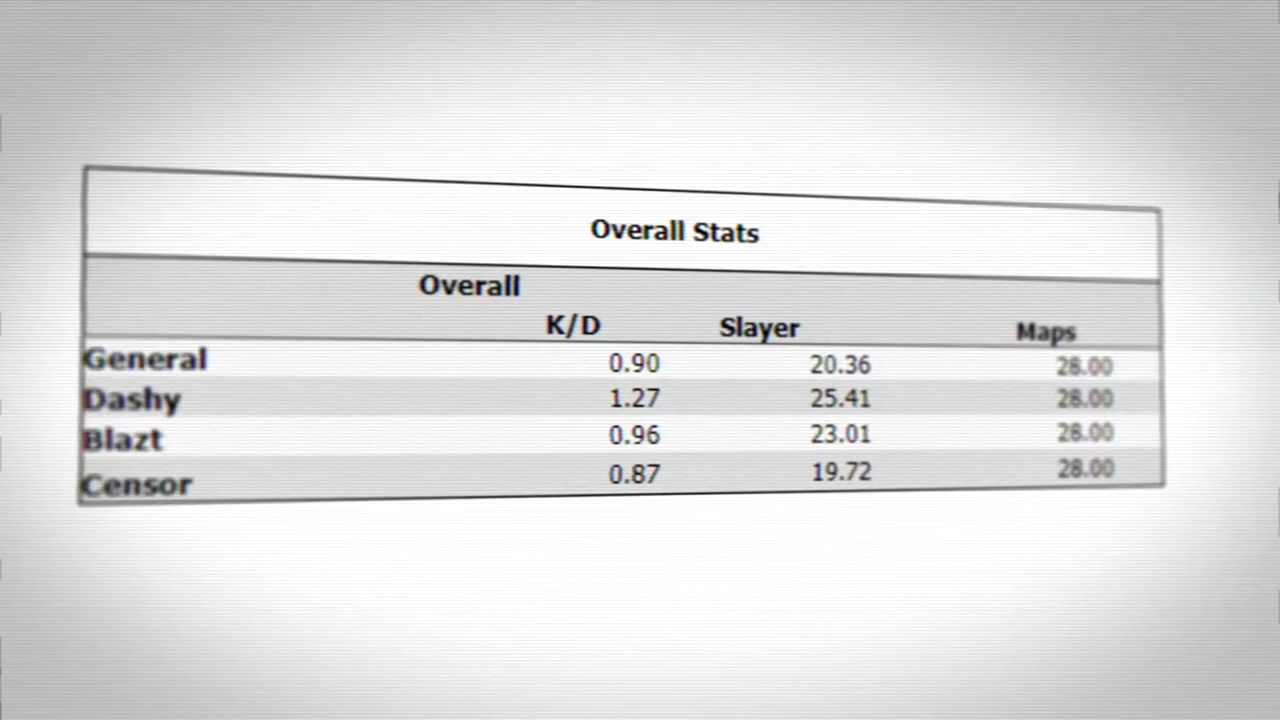 Overall Stats
Overall
K/D Slayer Maps
General 0.90 20.36 28.00
Dashy 1.27 25.41 28.00
Blazt 0.96 23.01 28.00
Censor 0.87 19.72 28.00